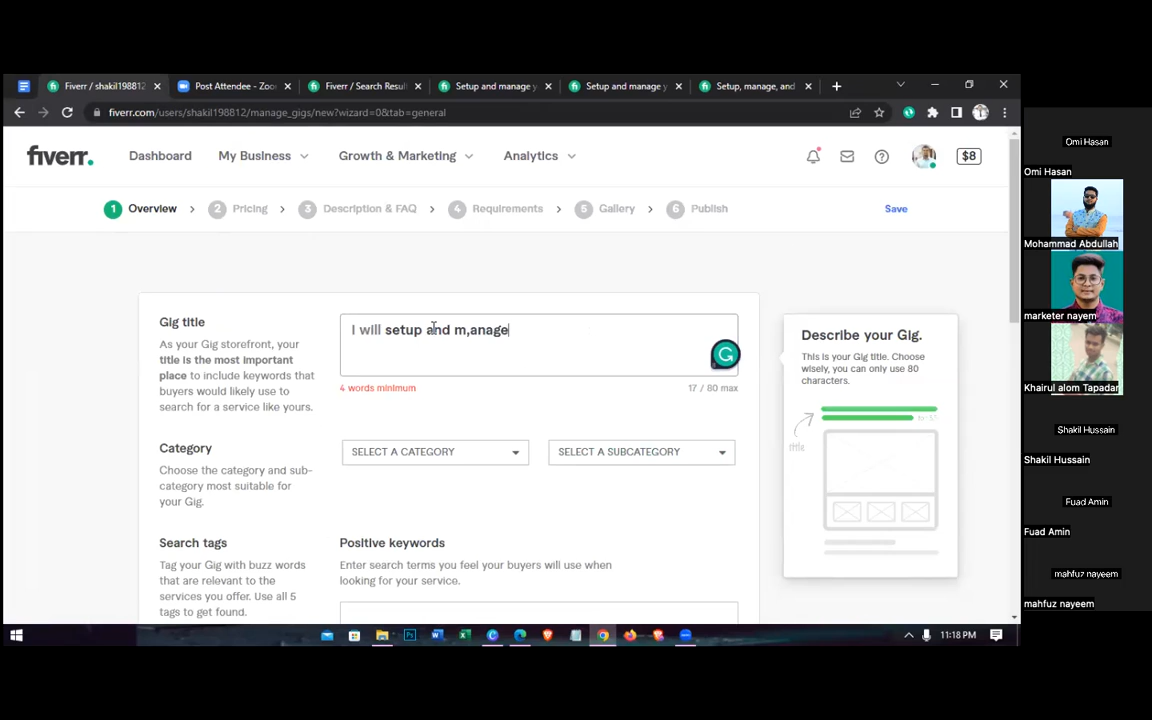 Fiverr / shakil198812
Post Attendee - Zoo
Fiverr / Search Resul
Setup and manage y
Setup and manage y
Setup, manage, and
fiverr.com/users/shakil198812/manage_gigs/new?wizard=0&tab=general
fiverr.
Dashboard
My Business
Growth & Marketing
Analytics
$8
1 Overview
2 Pricing
3 Description & FAQ
4 Requirements
5 Gallery
6 Publish
Save
Gig title
As your Gig storefront, your
title is the most important
place to include keywords that
buyers would likely use to
search for a service like yours.
I will setup and m,anage
4 words minimum
17 / 80 max
Describe your Gig.
This is your Gig title. Choose
wisely, you can only use 80
characters.
title
Category
Choose the category and sub-
category most suitable for
your Gig.
SELECT A CATEGORY
SELECT A SUBCATEGORY
Search tags
Tag your Gig with buzz words
that are relevant to the
services you offer. Use all 5
tags to get found.
Positive keywords
Enter search terms you feel your buyers will use when
looking for your service.
11:18 PM
Omi Hasan
Omi Hasan
Mohammad Abdullah
marketer nayem
Khairul alom Tapadar
Shakil Hussain
Shakil Hussain
Fuad Amin
Fuad Amin
mahfuz nayeem
mahfuz nayeem